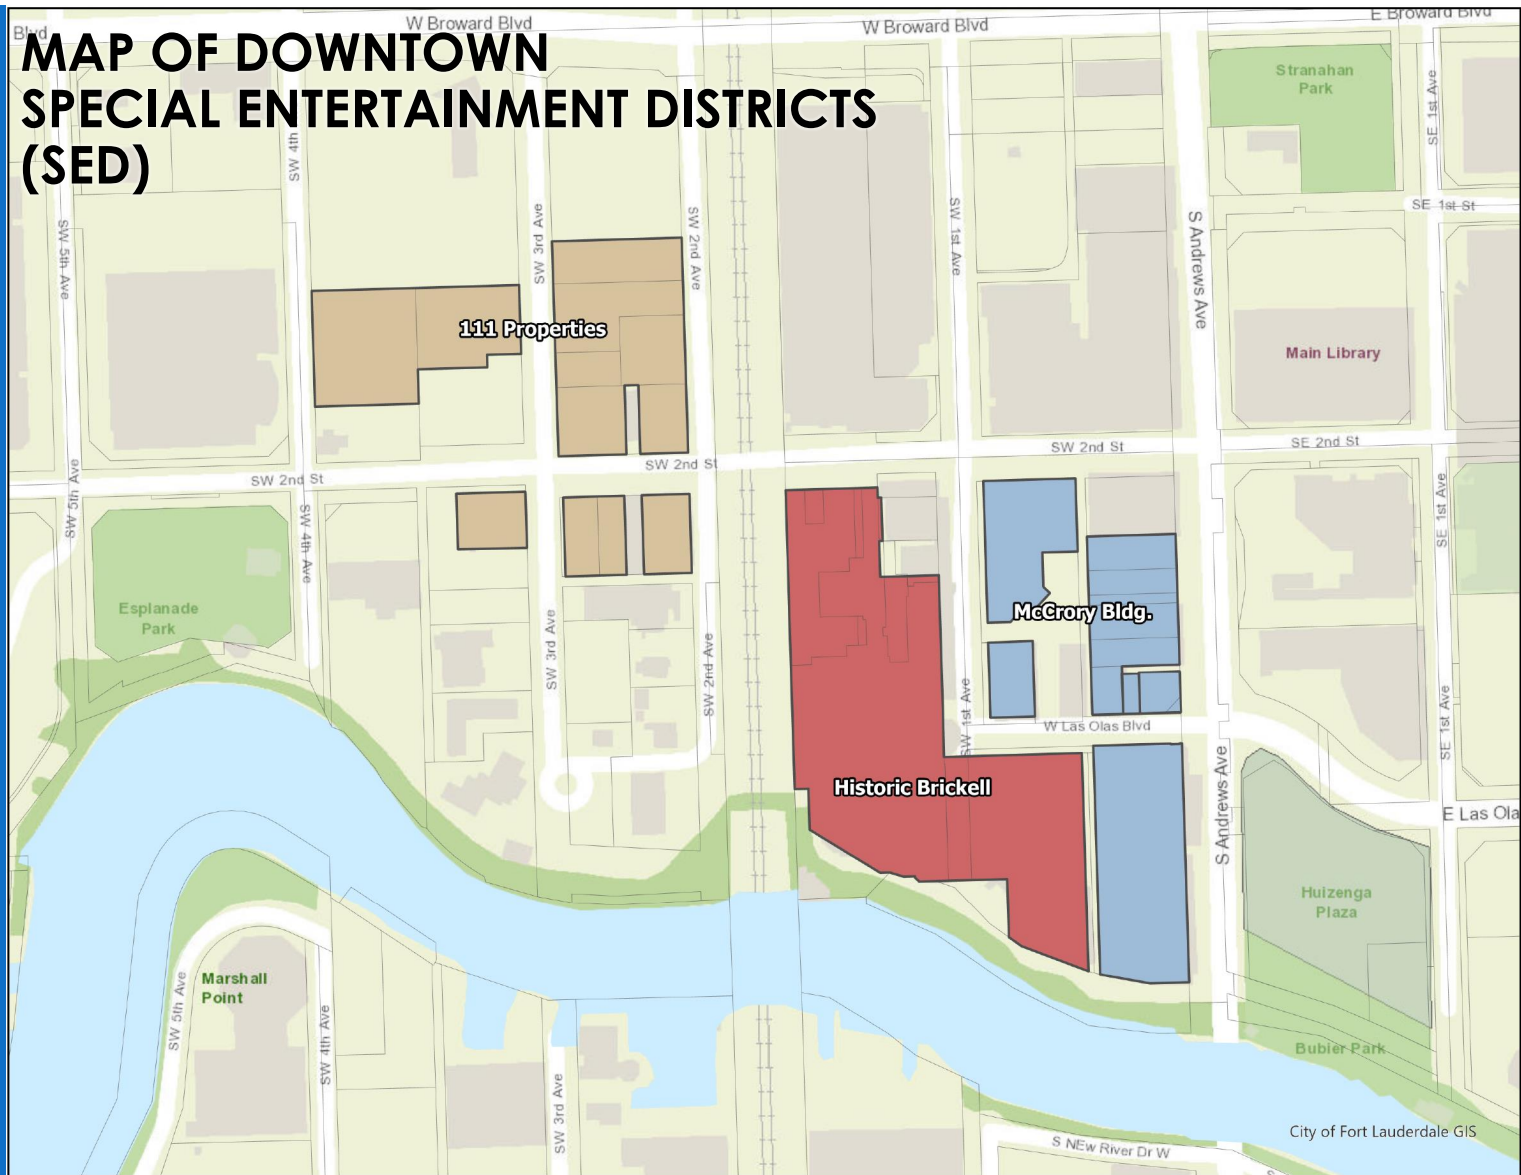 MAP OF DOWNTOWN
SPECIAL ENTERTAINMENT DISTRICTS
(SED)
Blvd
W Broward Blvd
W Broward Blvd
E Broward Blvd
Stranahan
Park
SE 1st Ave
SW 4th
SE 1st St
SW 5th Ave
SW 3rd Ave
SW 2nd Ave
SW 1st Ave
S Andrews Ave
111 Properties
Main Library
SW 2nd St
SE 2nd St
SW 2nd St
SW 2nd St
SW 5th Ave
SW 4th Ave
SE 1st Ave
Esplanade
Park
McCrory Bldg.
SW 3rd Ave
SW 2nd Ave
SW 1st Ave
SE 1st Ave
W Las Olas Blvd
Historic Brickell
S Andrews Ave
E Las Ola
Huizenga
Plaza
Marshall
Point
SW 5th Ave
SW 4th Ave
SW 3rd Ave
Bubier Park
City of Fort Lauderdale GIS
S NEw River Dr W
S